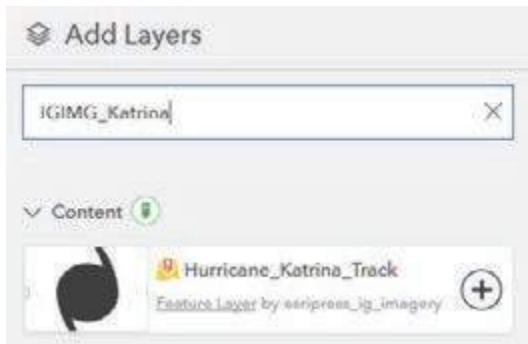 Add Layers
IGIMG_Katrina
Content
Hurricane_Katrina_Track
Feature Layer by esripress_ig_imagery